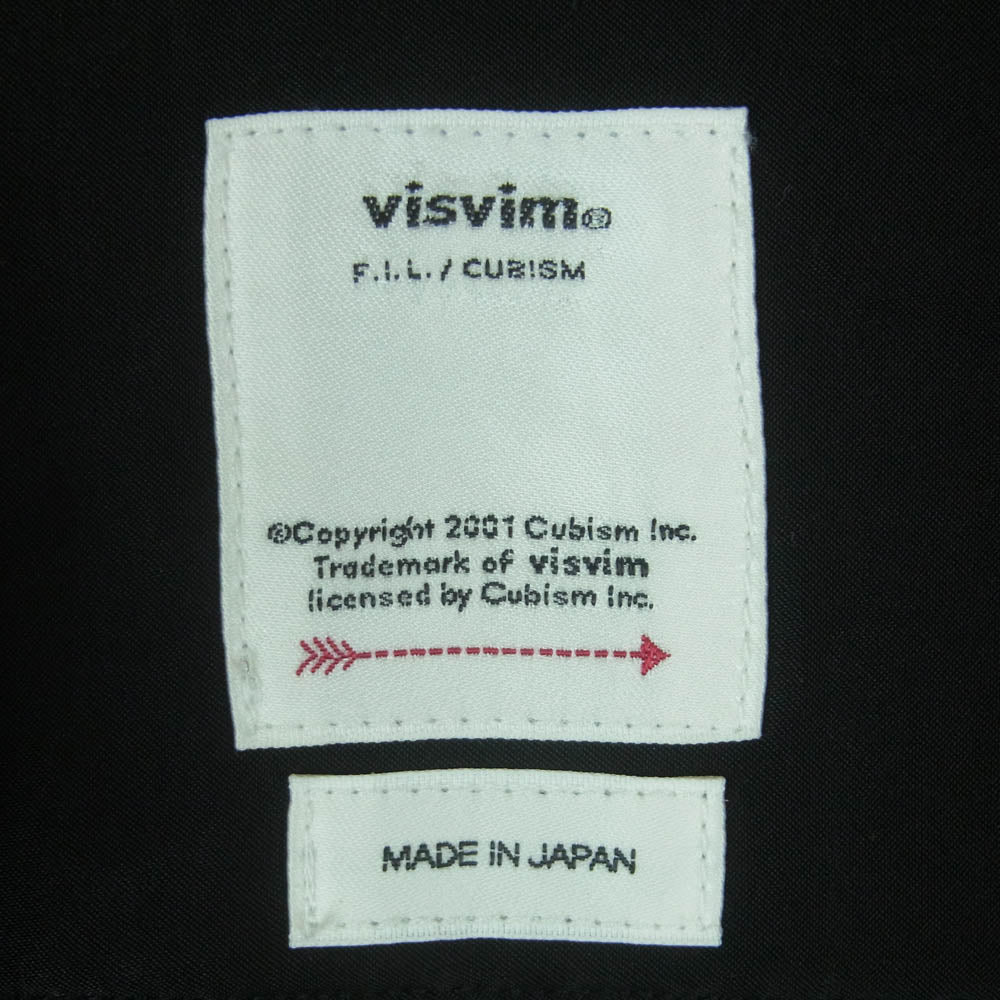 visvim®
F.I.L. / CUBISM
©Copyright 2001 Cubism Inc.
Trademark of visvim
licensed by Cubism Inc.
MADE IN JAPAN